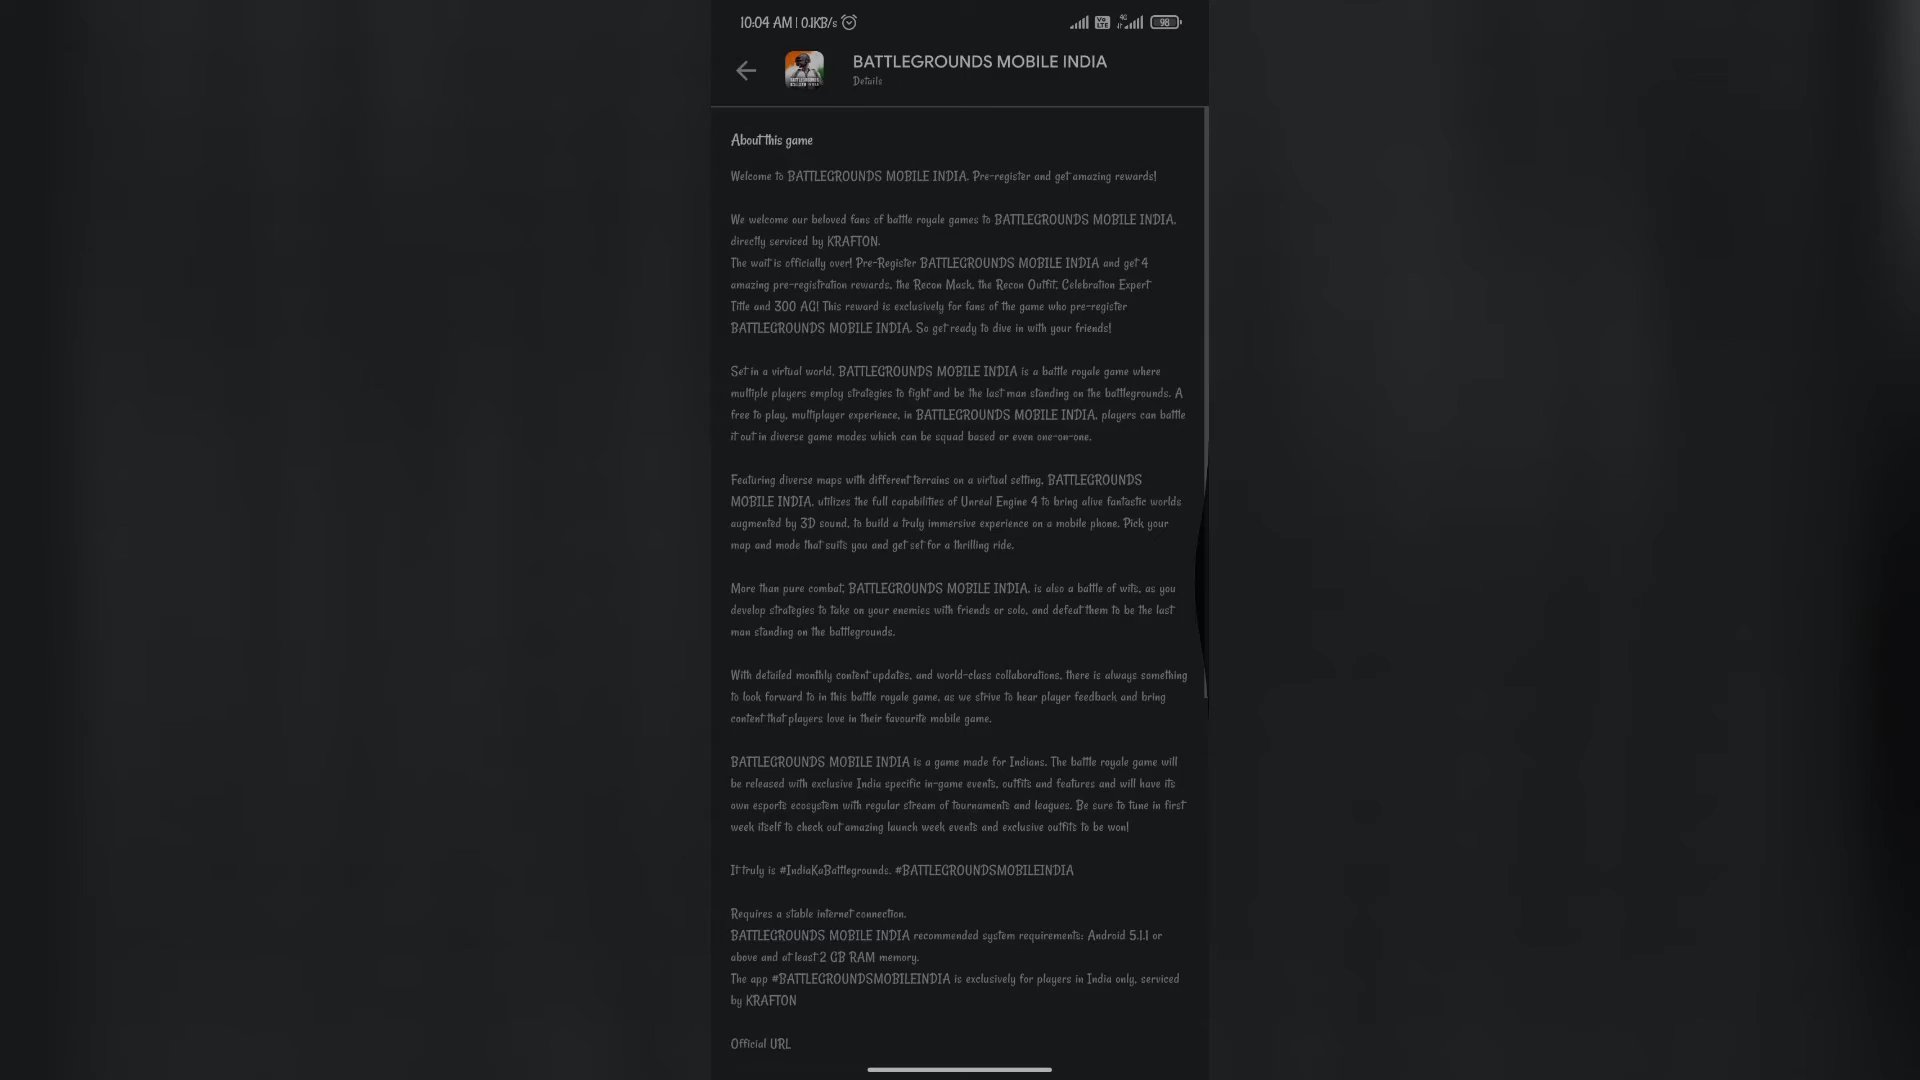 10:04 AM | 0.1KB/s
Vo LTE 4G 98
BATTLEGROUNDS MOBILE INDIA
Details
About this game
Welcome to BATTLEGROUNDS MOBILE INDIA. Pre-register and get amazing rewards!
We welcome our beloved fans of battle royale games to BATTLEGROUNDS MOBILE INDIA,
directly serviced by KRAFTON.
The wait is officially over! Pre-Register BATTLEGROUNDS MOBILE INDIA and get 4
amazing pre-registration rewards, the Recon Mask, the Recon Outfit, Celebration Expert
Title and 300 AG! This reward is exclusively for fans of the game who pre-register
BATTLEGROUNDS MOBILE INDIA. So get ready to dive in with your friends!
Set in a virtual world, BATTLEGROUNDS MOBILE INDIA is a battle royale game where
multiple players employ strategies to fight and be the last man standing on the battlegrounds. A
free to play, multiplayer experience, in BATTLEGROUNDS MOBILE INDIA, players can battle
it out in diverse game modes which can be squad based or even one-on-one.
Featuring diverse maps with different terrains on a virtual setting, BATTLEGROUNDS
MOBILE INDIA, utilizes the full capabilities of Unreal Engine 4 to bring alive fantastic worlds
augmented by 3D sound, to build a truly immersive experience on a mobile phone. Pick your
map and mode that suits you and get set for a thrilling ride.
More than pure combat, BATTLEGROUNDS MOBILE INDIA, is also a battle of wits, as you
develop strategies to take on your enemies with friends or solo, and defeat them to be the last
man standing on the battlegrounds.
With detailed monthly content updates, and world-class collaborations, there is always something
to look forward to in this battle royale game, as we strive to hear player feedback and bring
content that players love in their favourite mobile game.
BATTLEGROUNDS MOBILE INDIA is a game made for Indians. The battle royale game will
be released with exclusive India specific in-game events, outfits and features and will have its
own esports ecosystem with regular stream of tournaments and leagues. Be sure to tune in first
week itself to check out amazing launch week events and exclusive outfits to be won!
It truly is #IndiaKaBattlegrounds. #BATTLEGROUNDSMOBILEINDIA
Requires a stable internet connection.
BATTLEGROUNDS MOBILE INDIA recommended system requirements: Android 5.1.1 or
above and at least 2 GB RAM memory.
The app #BATTLEGROUNDSMOBILEINDIA is exclusively for players in India only, serviced
by KRAFTON
Official URL